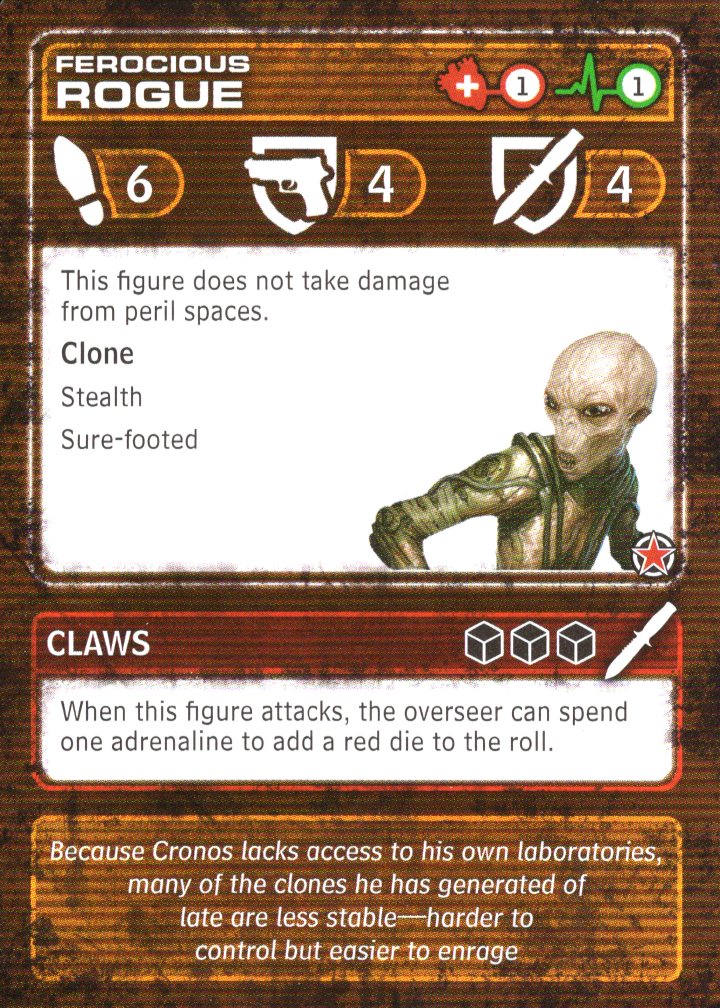 FEROCIOUS
ROGUE
1
1
6
4
4
This figure does not take damage
from peril spaces.
Clone
Stealth
Sure-footed
CLAWS
When this figure attacks, the overseer can spend
one adrenaline to add a red die to the roll.
Because Cronos lacks access to his own laboratories,
many of the clones he has generated of
late are less stable—harder to
control but easier to enrage